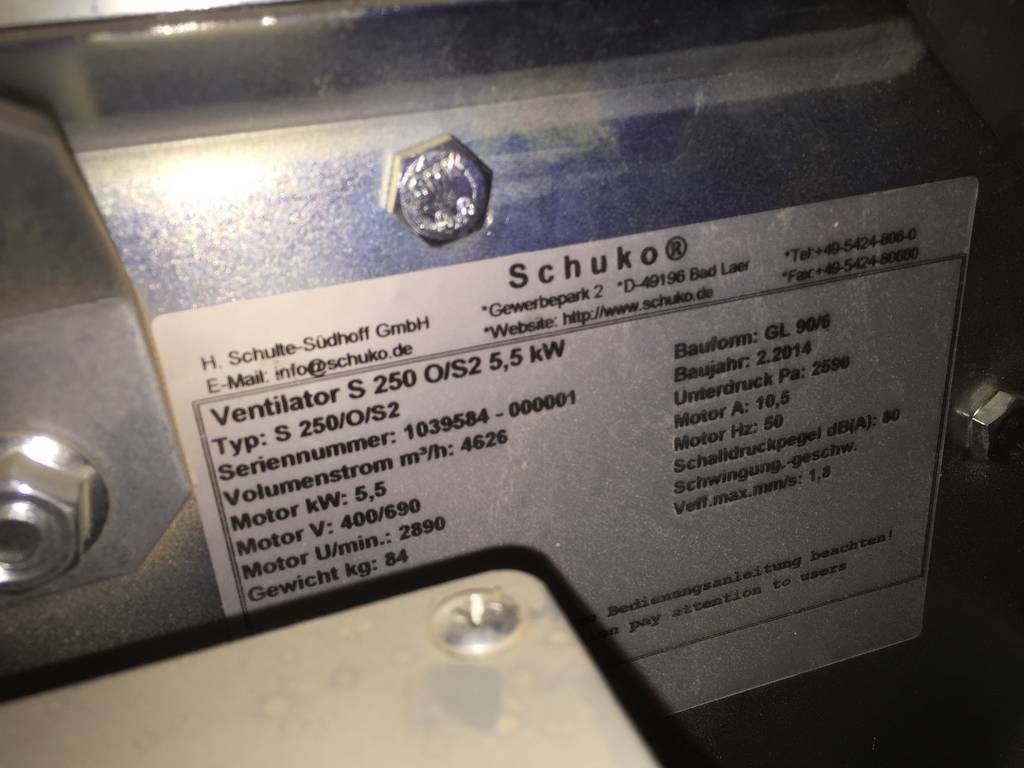 Schuko®
H. Schulte-Südhoff GmbH *Gewerbepark 2 *D-49196 Bad Laer *Tel:+49-5424-806-0
E-Mail: info@schuko.de *Website: http://www.schuko.de *Fax:+49-5424-80680
Ventilator S 250 O/S2 5,5 kW
Typ: S 250/O/S2
Seriennummer: 1039584 - 000001
Volumenstrom m³/h: 4626
Motor kW: 5,5
Motor V: 400/690
Motor U/min.: 2890
Gewicht kg: 84
Bauform: GL 90/6
Baujahr: 2.2014
Unterdruck Pa: 2590
Motor A: 10,5
Motor Hz: 50
Schalldruckpegel dB(A): 80
Schwingung.-geschw.
Veff.max.mm/s: 1,8
Bedienungsanleitung beachten!
pay attention to users